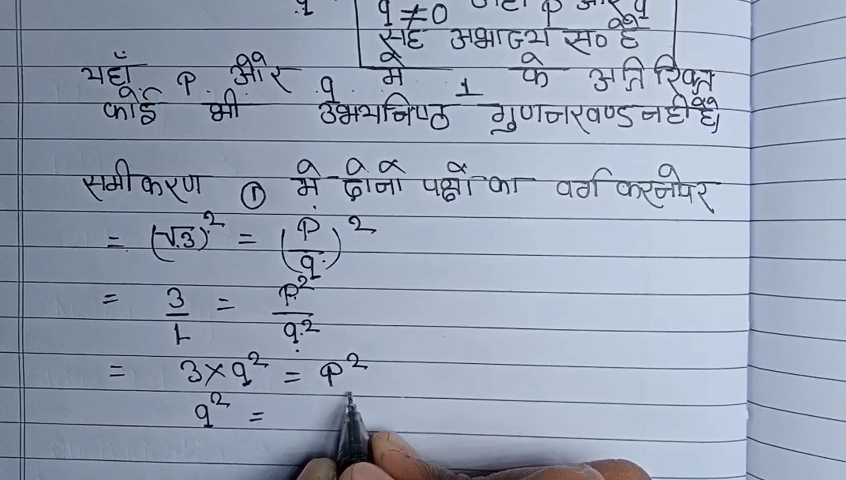 q q ≠ 0 जहाँ p और q
सह अभाज्य सं० है
यहाँ p और q में 1 के अतिरिक्त
कोई भी उभयनिष्ठ गुणनखण्ड नहीं है,
समीकरण ① में दोनों पक्षों का वर्ग करनेपर
= (√3)² = (p/q)²
= 3/1 = p²/q²
= 3×q² = p²
q² =